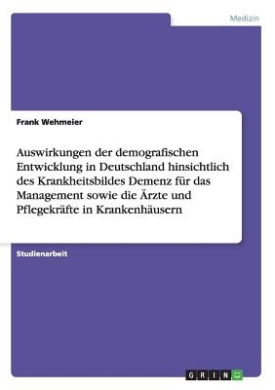 Medizin
Frank Wehmeier
Auswirkungen der demografischen
Entwicklung in Deutschland hinsichtlich
des Krankheitsbildes Demenz für das
Management sowie die Ärzte und
Pflegekräfte in Krankenhäusern
Studienarbeit
GRIN